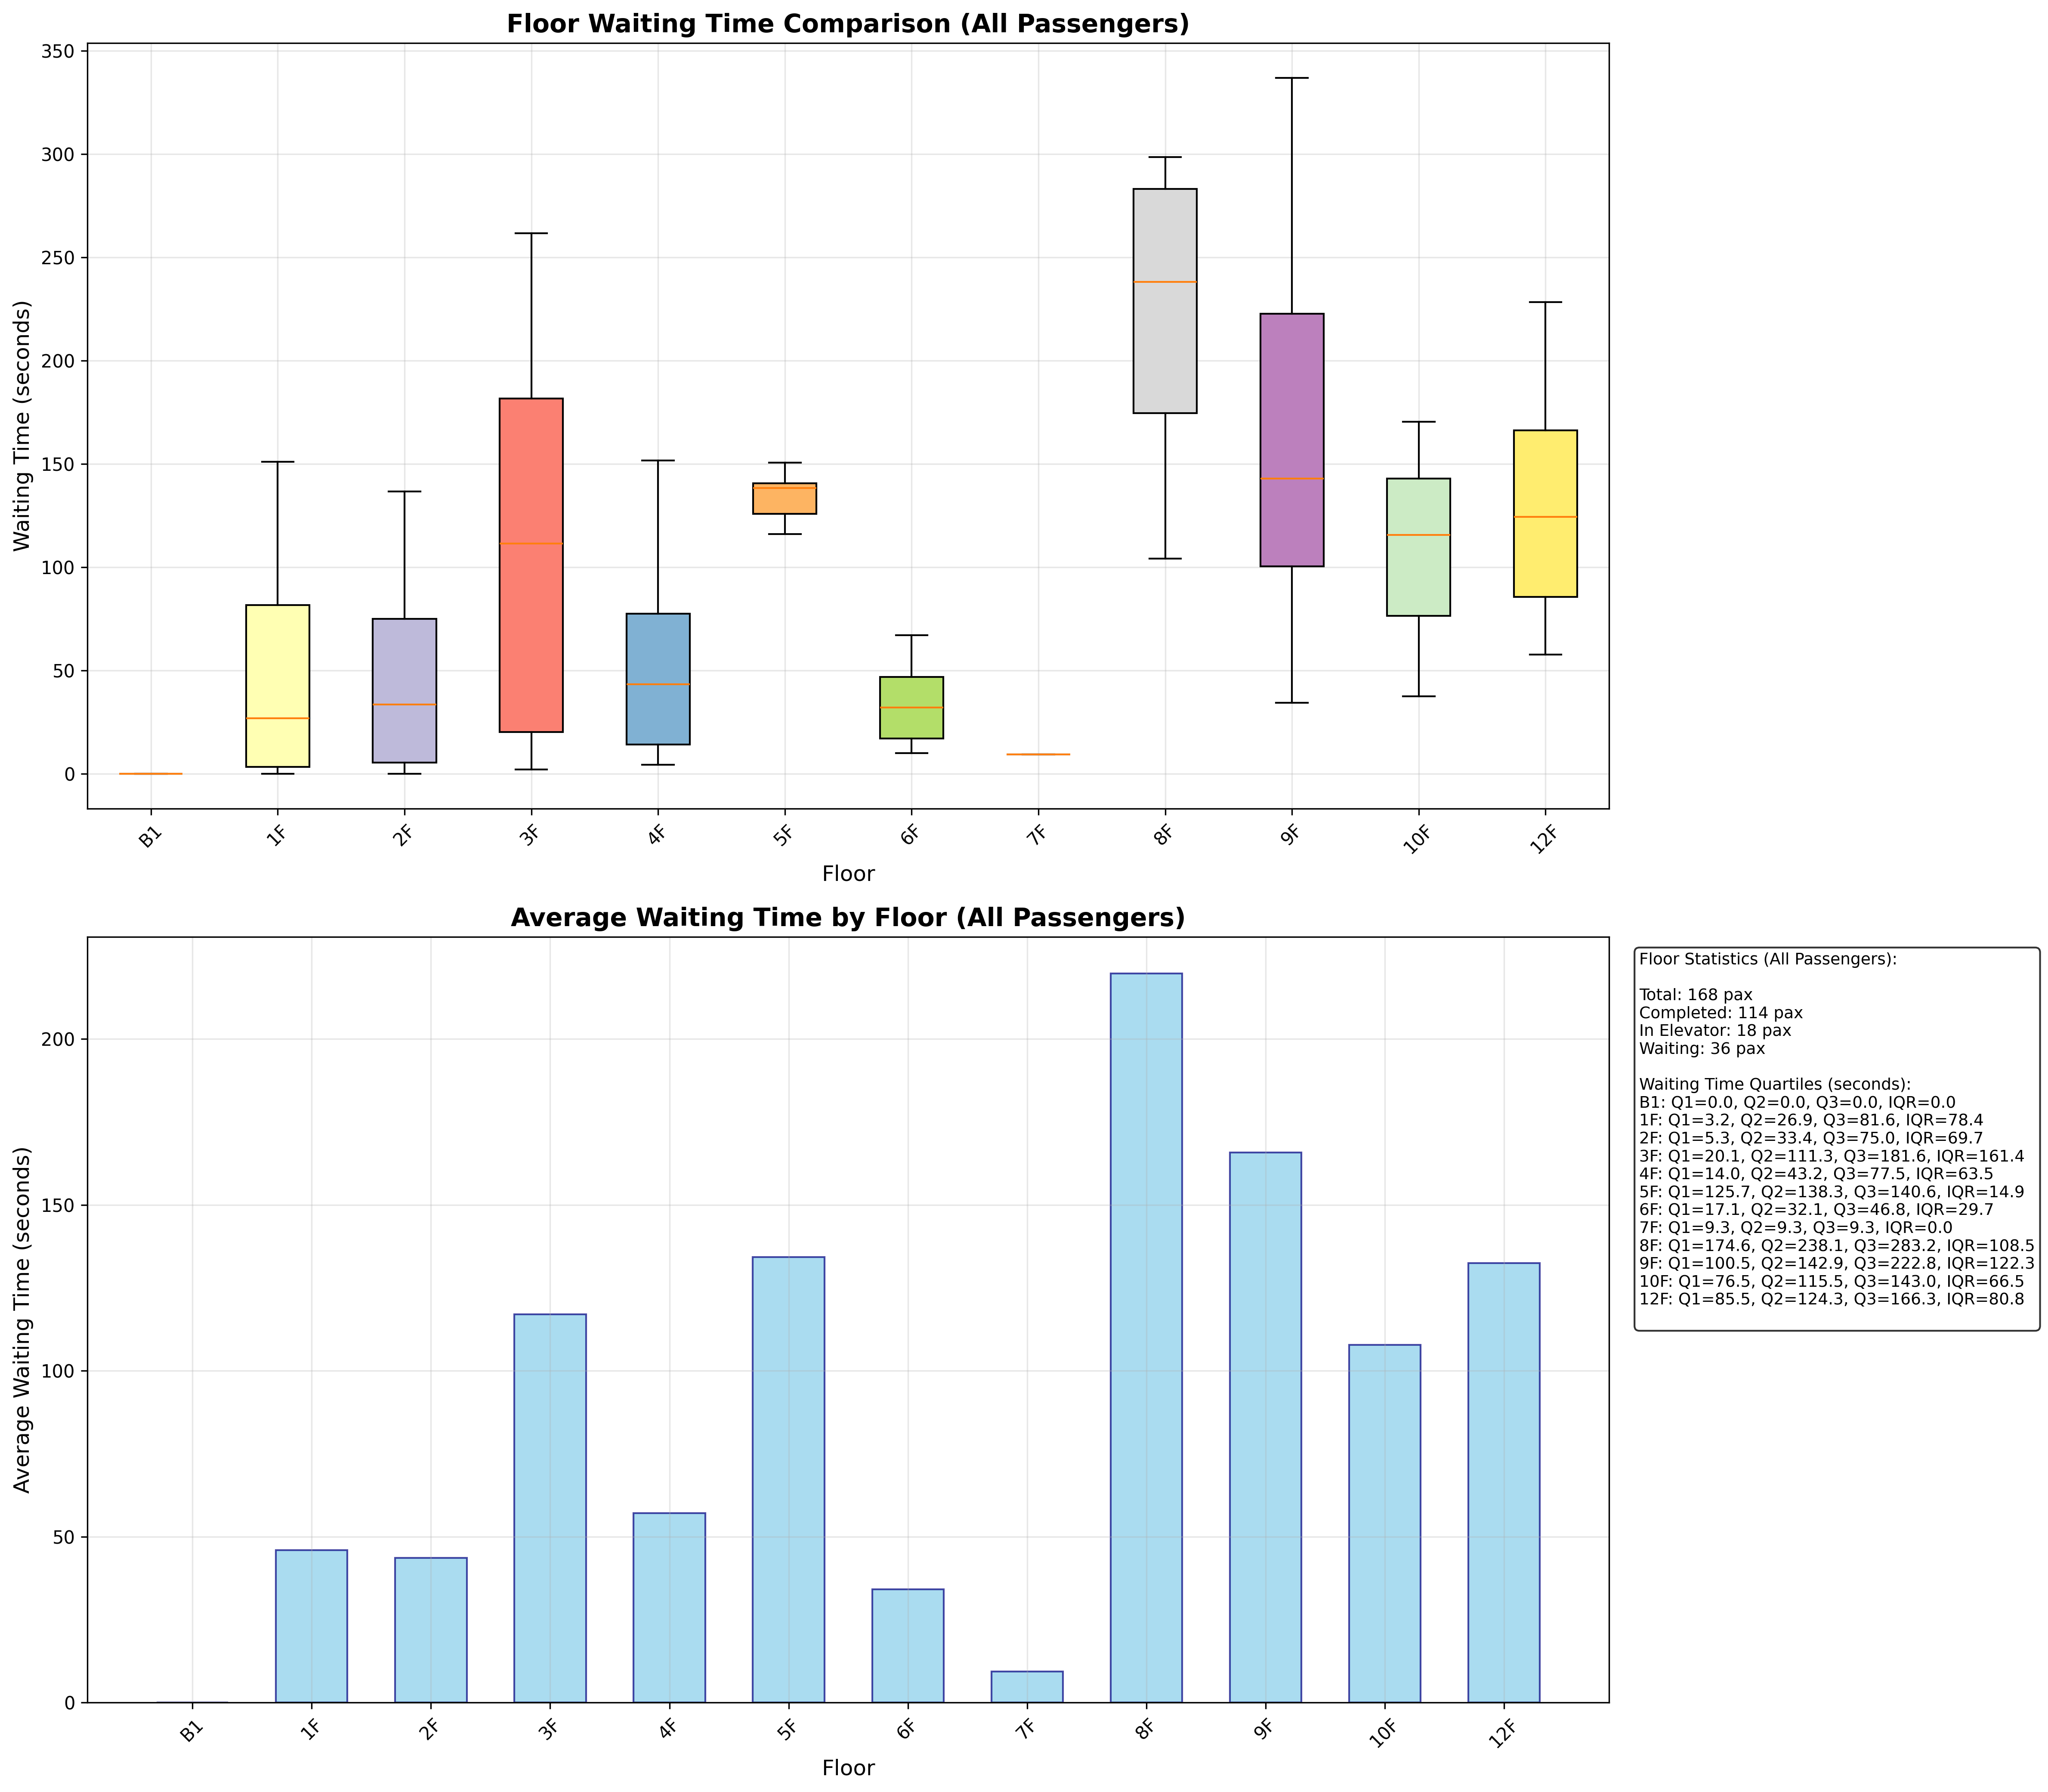 Floor Waiting Time Comparison (All Passengers)
350
300
250
200
150
100
50
0
Waiting Time (seconds)
B1
1F
2F
3F
4F
5F
6F
7F
8F
9F
10F
12F
Floor
Average Waiting Time by Floor (All Passengers)
200
150
100
50
0
Average Waiting Time (seconds)
B1
1F
2F
3F
4F
5F
6F
7F
8F
9F
10F
12F
Floor
Floor Statistics (All Passengers):
Total: 168 pax
Completed: 114 pax
In Elevator: 18 pax
Waiting: 36 pax
Waiting Time Quartiles (seconds):
B1: Q1=0.0, Q2=0.0, Q3=0.0, IQR=0.0
1F: Q1=3.2, Q2=26.9, Q3=81.6, IQR=78.4
2F: Q1=5.3, Q2=33.4, Q3=75.0, IQR=69.7
3F: Q1=20.1, Q2=111.3, Q3=181.6, IQR=161.4
4F: Q1=14.0, Q2=43.2, Q3=77.5, IQR=63.5
5F: Q1=125.7, Q2=138.3, Q3=140.6, IQR=14.9
6F: Q1=17.1, Q2=32.1, Q3=46.8, IQR=29.7
7F: Q1=9.3, Q2=9.3, Q3=9.3, IQR=0.0
8F: Q1=174.6, Q2=238.1, Q3=283.2, IQR=108.5
9F: Q1=100.5, Q2=142.9, Q3=222.8, IQR=122.3
10F: Q1=76.5, Q2=115.5, Q3=143.0, IQR=66.5
12F: Q1=85.5, Q2=124.3, Q3=166.3, IQR=80.8